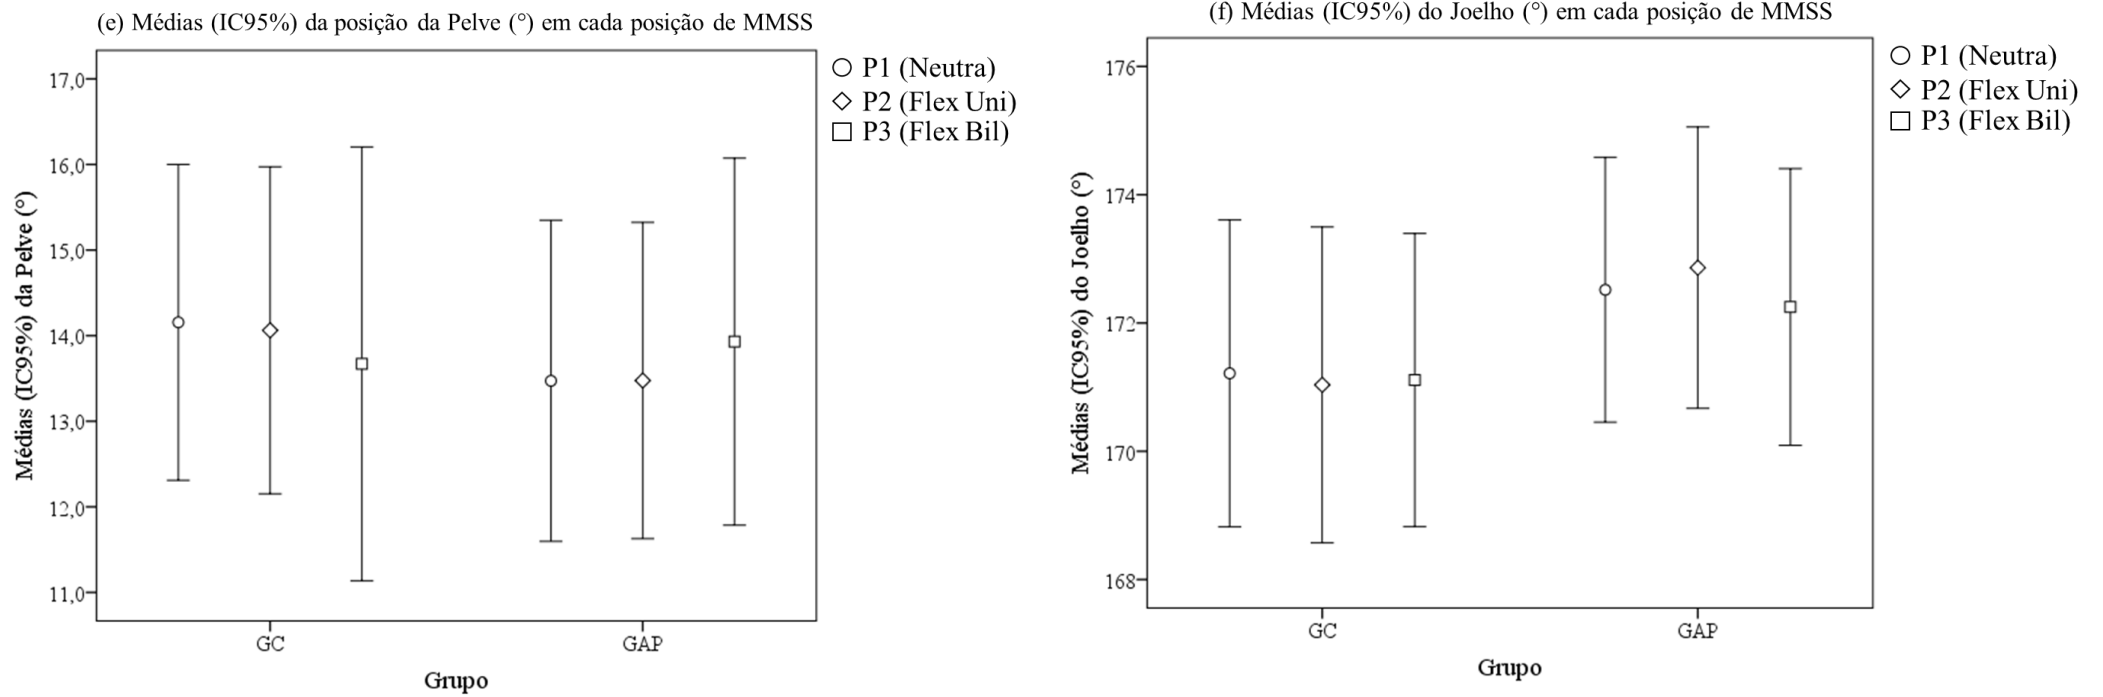 (e) Médias (IC95%) da posição da Pelve (°) em cada posição de MMSS
17,0
16,0
15,0
14,0
13,0
12,0
11,0
Médias (IC95%) da Pelve (°)
GC
GAP
Grupo
P1 (Neutra)
P2 (Flex Uni)
P3 (Flex Bil)
(f) Médias (IC95%) do Joelho (°) em cada posição de MMSS
176
174
172
170
168
Médias (IC95%) do Joelho (°)
GC
GAP
Grupo
P1 (Neutra)
P2 (Flex Uni)
P3 (Flex Bil)